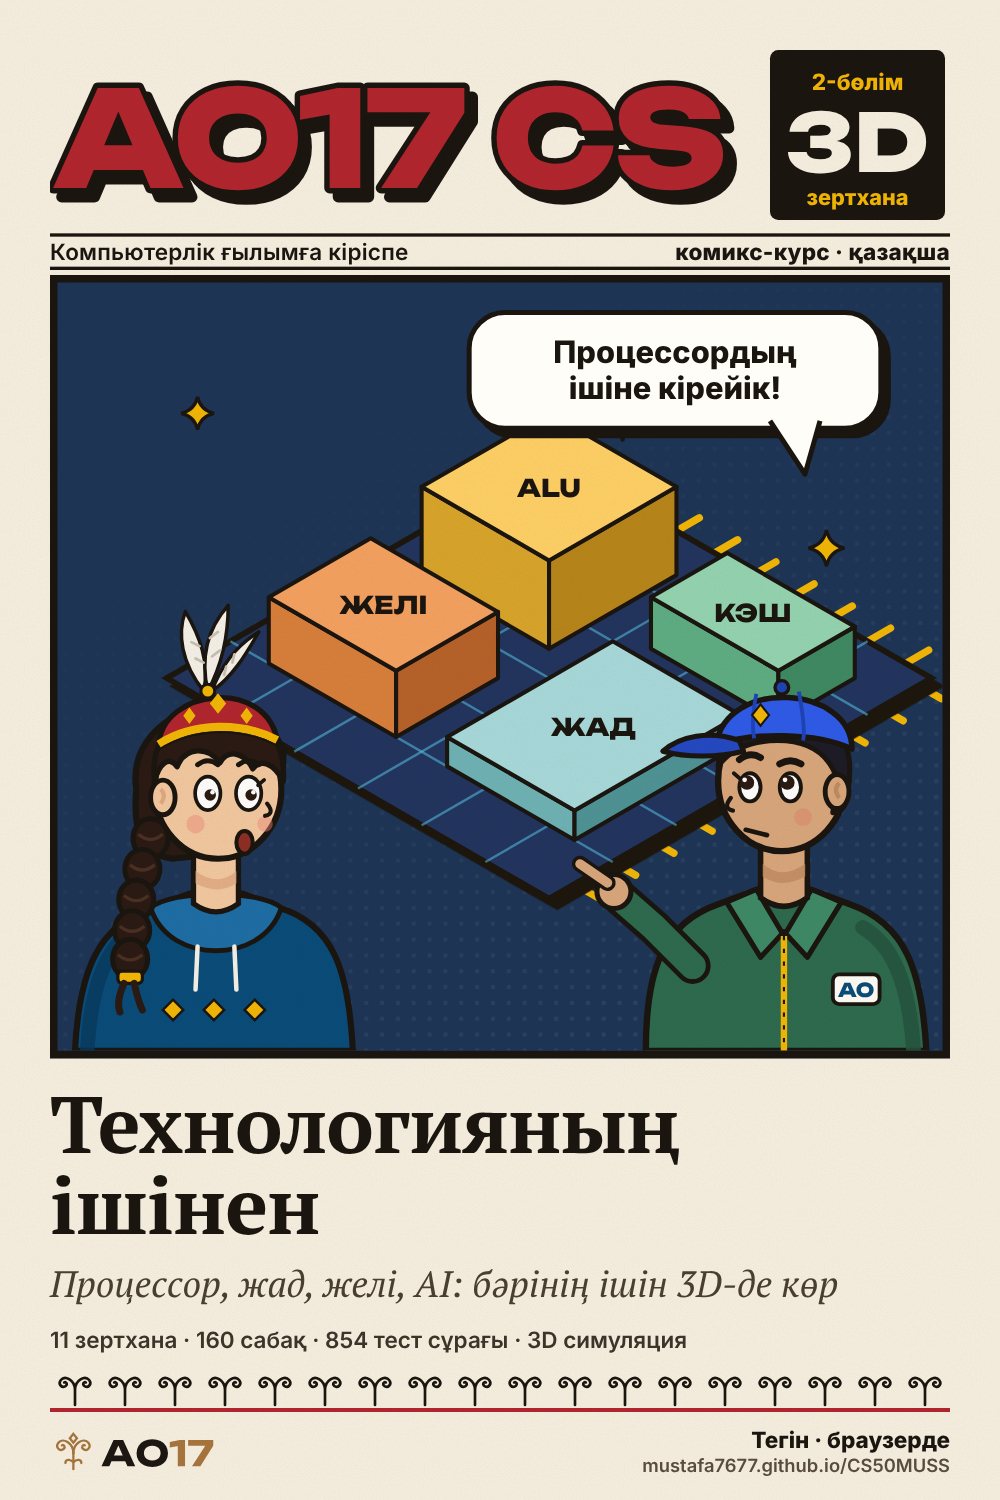 AO17 CS
2-бөлім
3D
зертхана
Компьютерлік ғылымға кіріспе
комикс-курс · қазақша
Процессордың
ішіне кірейік!
ALU
ЖЕЛІ
КЭШ
ЖАД
AO
Технологияның
ішінен
Процессор, жад, желі, AI: бәрінің ішін 3D-де көр
11 зертхана · 160 сабақ · 854 тест сұрағы · 3D симуляция
AO17
Тегін · браузерде
mustafa7677.github.io/CS50MUSS